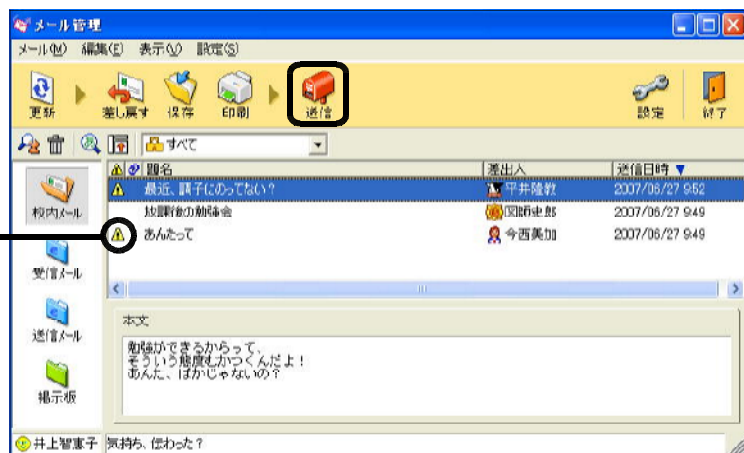 メール管理
メール(M) 編集(E) 表示(V) 設定(S)
更新 差し戻す 保存 印刷 送信 設定 終了
すべて
題名 差出人 送信日時
最近、調子にのってない? 平井隆教 2007/06/27 9:52
放課後の勉強会 図師史郎 2007/06/27 9:49
あんたって 今西美加 2007/06/27 9:49
校内メール
受信メール
送信メール
掲示板
本文
勉強ができるからって、
そういう態度むかつくんだよ!
あんた、ばかじゃないの?
井上智恵子 気持ち、伝わった?